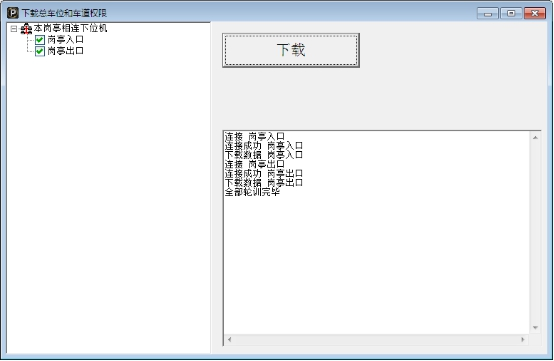 下载总车位和车道权限
本岗亭相连下位机
岗亭入口
岗亭出口
下载
连接 岗亭入口
连接成功 岗亭入口
下载数据 岗亭入口
连接 岗亭出口
连接成功 岗亭出口
下载数据 岗亭出口
全部轮训完毕